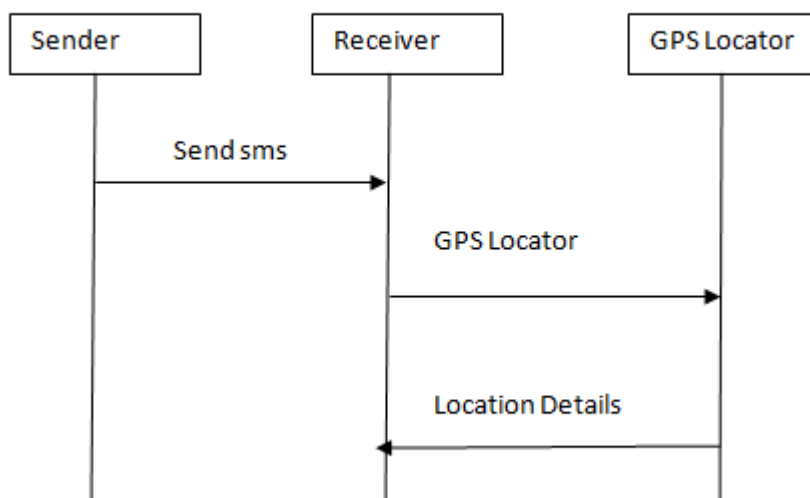 Sender
Receiver
GPS Locator
Send sms
GPS Locator
Location Details